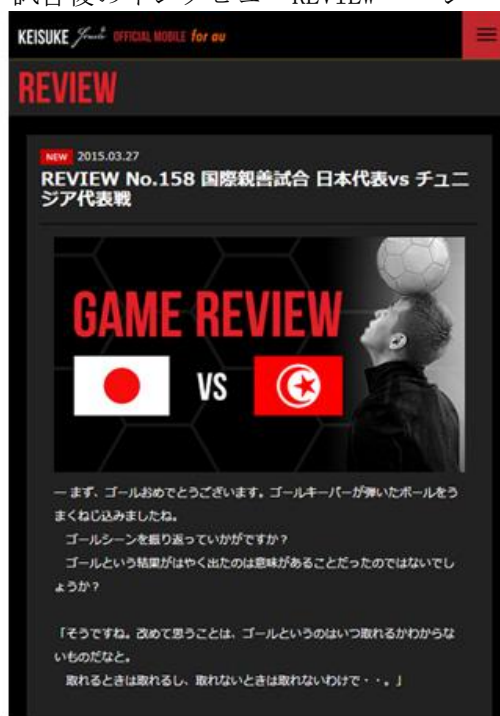 KEISUKE Honda OFFICIAL MOBILE for au
REVIEW
NEW 2015.03.27
REVIEW No.158 国際親善試合 日本代表vs チュニ
ジア代表戦
GAME REVIEW
VS
― まず、ゴールおめでとうございます。ゴールキーパーが弾いたボールをう
まくねじ込みましたね。
ゴールシーンを振り返っていかがですか？
ゴールという結果がはやく出たのは意味があることだったのではないでし
ょうか？
「そうですね。改めて思うことは、ゴールというのはいつ取れるかわからな
いものだなと。
取れるときは取れるし、取れないときは取れないわけで・・。」